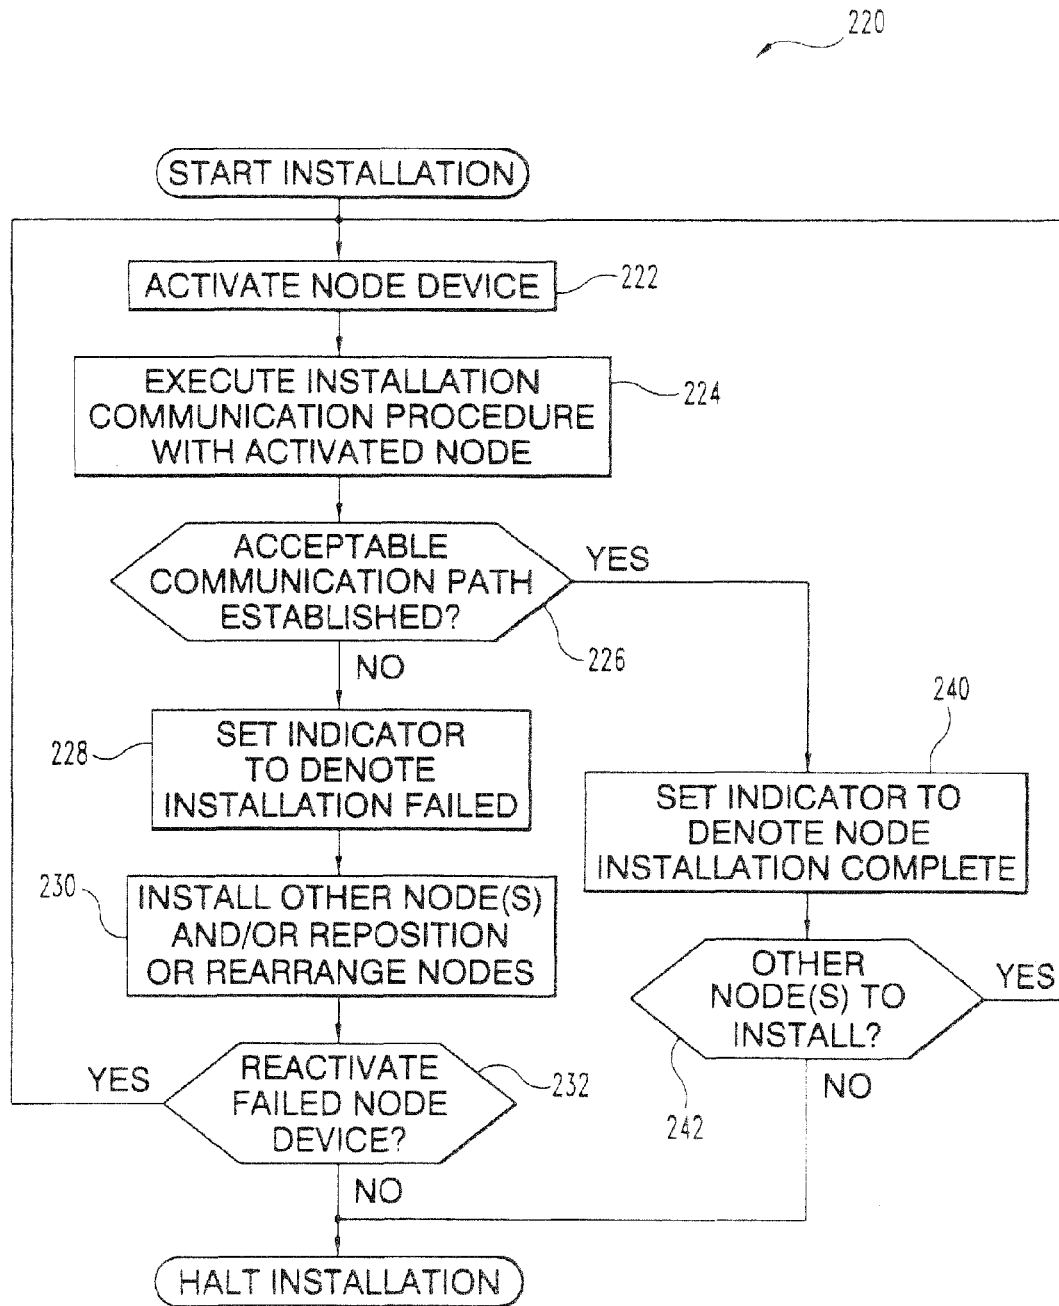 220
START INSTALLATION
ACTIVATE NODE DEVICE
222
EXECUTE INSTALLATION
COMMUNICATION PROCEDURE
WITH ACTIVATED NODE
224
ACCEPTABLE
COMMUNICATION PATH
ESTABLISHED?
YES
226
NO
228
SET INDICATOR
TO DENOTE
INSTALLATION FAILED
240
SET INDICATOR TO
DENOTE NODE
INSTALLATION COMPLETE
230
INSTALL OTHER NODE(S)
AND/OR REPOSITION
OR REARRANGE NODES
OTHER
NODE(S) TO
INSTALL?
YES
242
NO
YES
REACTIVATE
FAILED NODE
DEVICE?
232
NO
HALT INSTALLATION